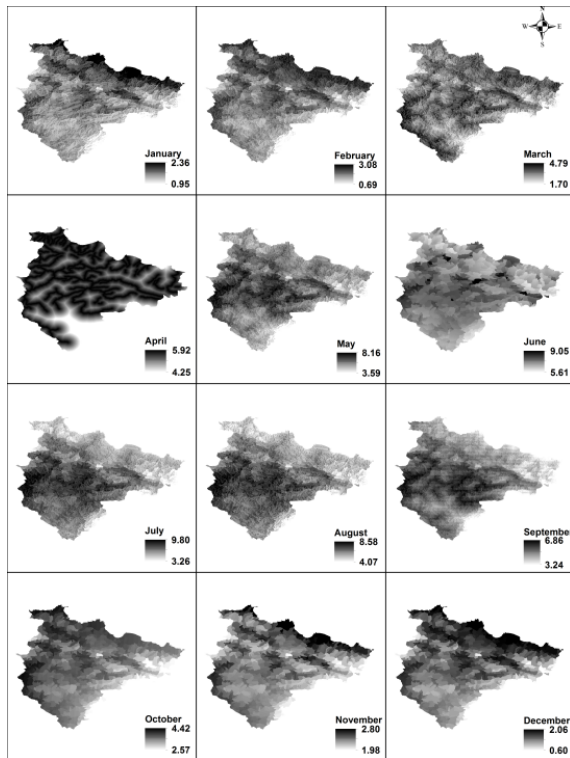 N
W E
S
January
2.36
0.95
February
3.08
0.69
March
4.79
1.70
April
5.92
4.25
May
8.16
3.59
June
9.05
5.61
July
9.80
3.26
August
8.58
4.07
September
6.86
3.24
October
4.42
2.57
November
2.80
1.98
December
2.06
0.60